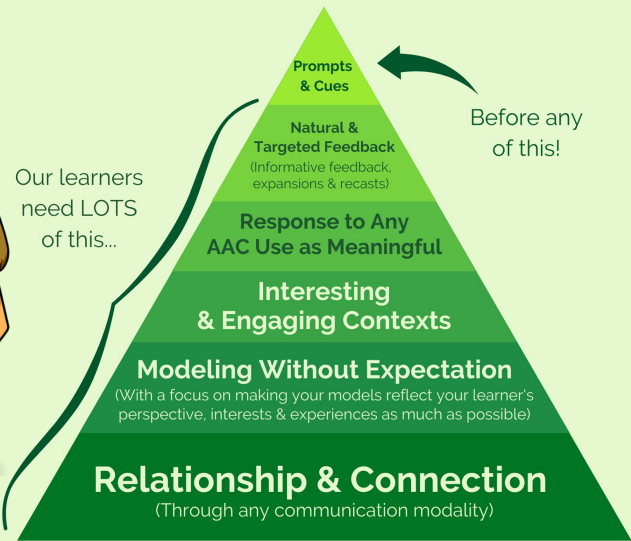 Prompts
& Cues
Before any
of this!
Natural &
Targeted Feedback
(Informative feedback,
expansions & recasts)
Our learners
need LOTS
of this...
Response to Any
AAC Use as Meaningful
Interesting
& Engaging Contexts
Modeling Without Expectation
(With a focus on making your models reflect your learner's
perspective, interests & experiences as much as possible)
Relationship & Connection
(Through any communication modality)